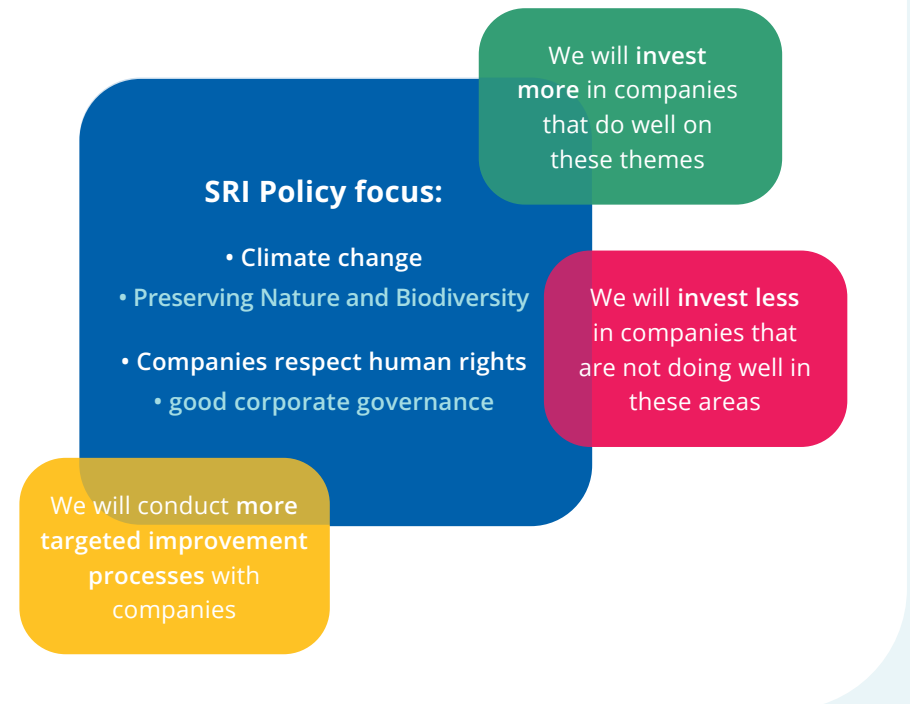 We will invest
more in companies
that do well on
these themes
SRI Policy focus:
• Climate change
• Preserving Nature and Biodiversity
• Companies respect human rights
• good corporate governance
We will invest less
in companies that
are not doing well in
these areas
We will conduct more
targeted improvement
processes with
companies